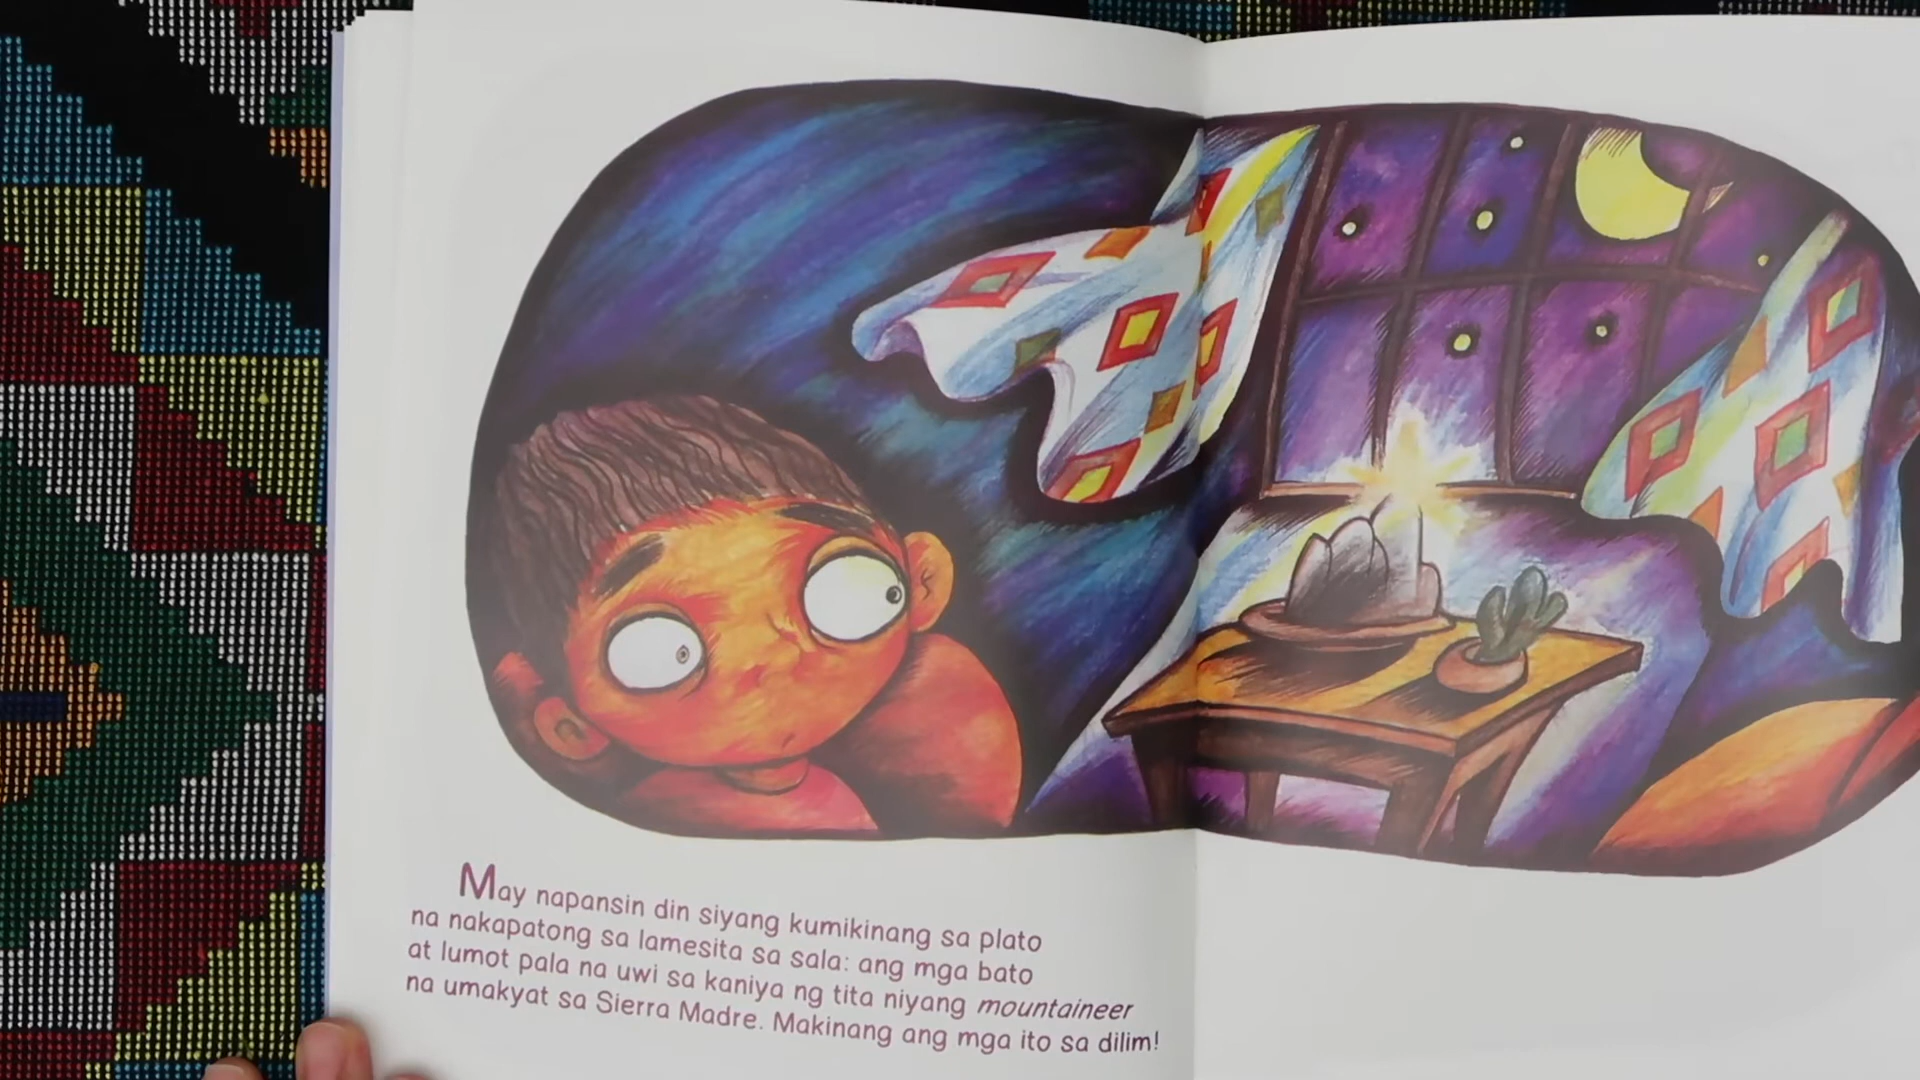 May napansin din siyang kumikinang sa plato
na nakapatong sa lamesita sa sala: ang mga bato
at lumot pala na uwi sa kaniya ng tita niyang mountaineer
na umakyat sa Sierra Madre. Makinang ang mga ito sa dilim!